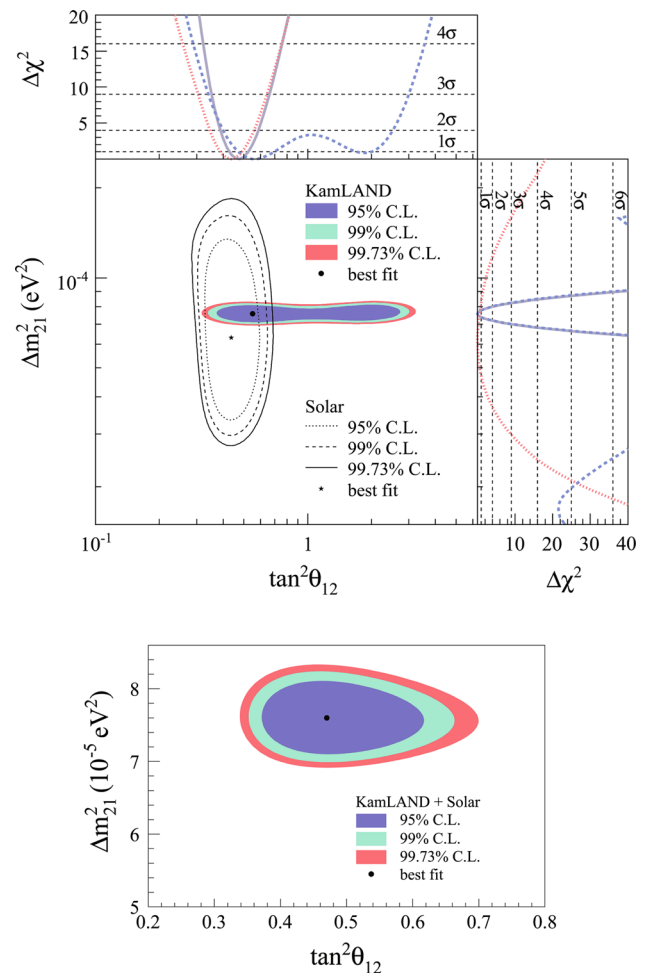 20
15
10
5
Δχ²
4σ
3σ
2σ
1σ
1σ
2σ
3σ
4σ
5σ
6σ
KamLAND
95% C.L.
99% C.L.
99.73% C.L.
best fit
10⁻⁴
Δm²₂₁ (eV²)
Solar
95% C.L.
99% C.L.
99.73% C.L.
best fit
10⁻¹
1
10
20
30
40
tan²θ₁₂
Δχ²
8
7
6
5
Δm²₂₁ (10⁻⁵ eV²)
KamLAND + Solar
95% C.L.
99% C.L.
99.73% C.L.
best fit
0.2
0.3
0.4
0.5
0.6
0.7
0.8
tan²θ₁₂